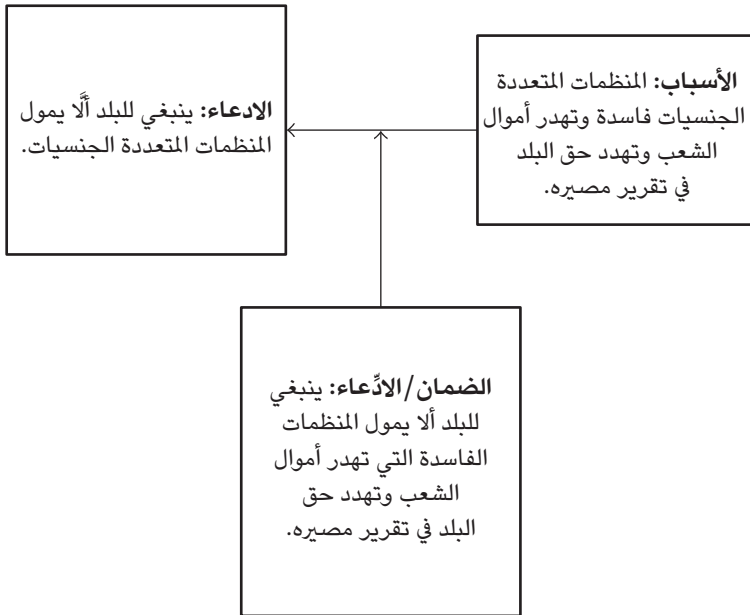 الأسباب: المنظمات المتعددة
الجنسيات فاسدة وتهدر أموال
الشعب وتهدد حق البلد
في تقرير مصيره.
الادعاء: ينبغي للبلد ألَّا يمول
المنظمات المتعددة الجنسيات.
الضمان/الادِّعاء: ينبغي
للبلد ألا يمول المنظمات
الفاسدة التي تهدر أموال
الشعب وتهدد حق
البلد في تقرير مصيره.